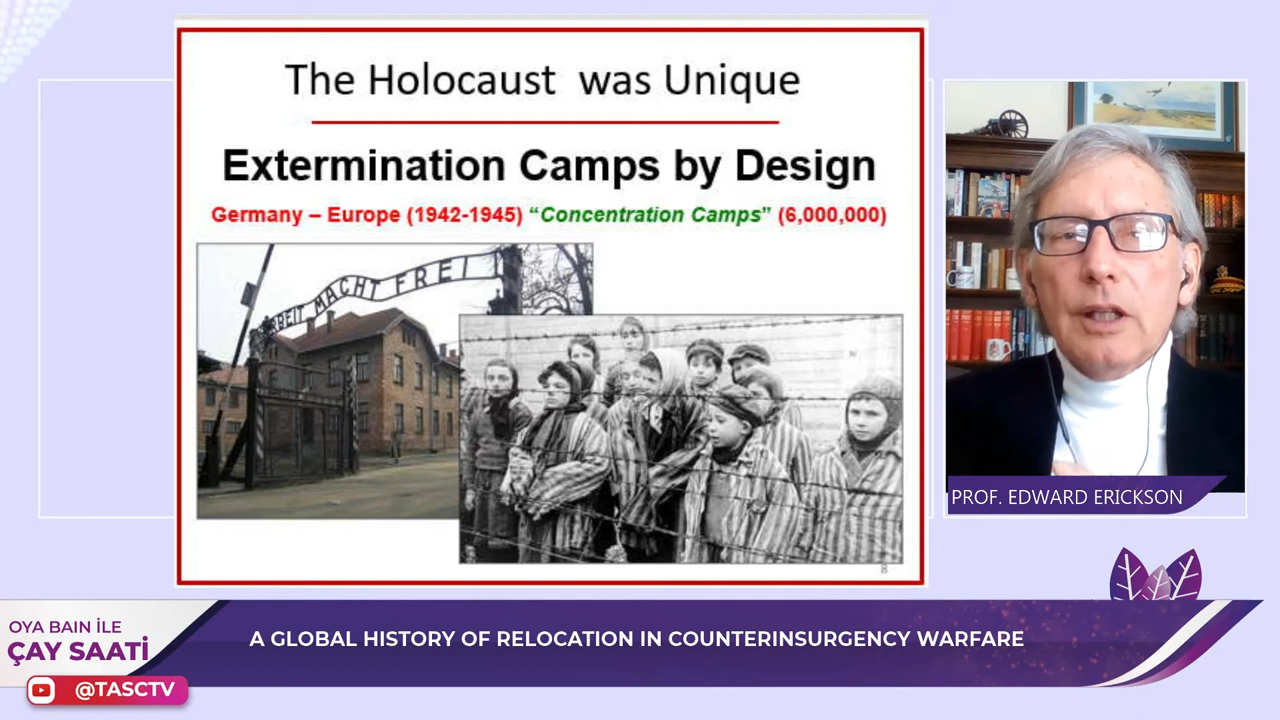 The Holocaust was Unique
Extermination Camps by Design
Germany – Europe (1942-1945) “Concentration Camps” (6,000,000)
ARBEIT MACHT FREI
PROF. EDWARD ERICKSON
OYA BAIN İLE
ÇAY SAATİ
A GLOBAL HISTORY OF RELOCATION IN COUNTERINSURGENCY WARFARE
@TASCTV